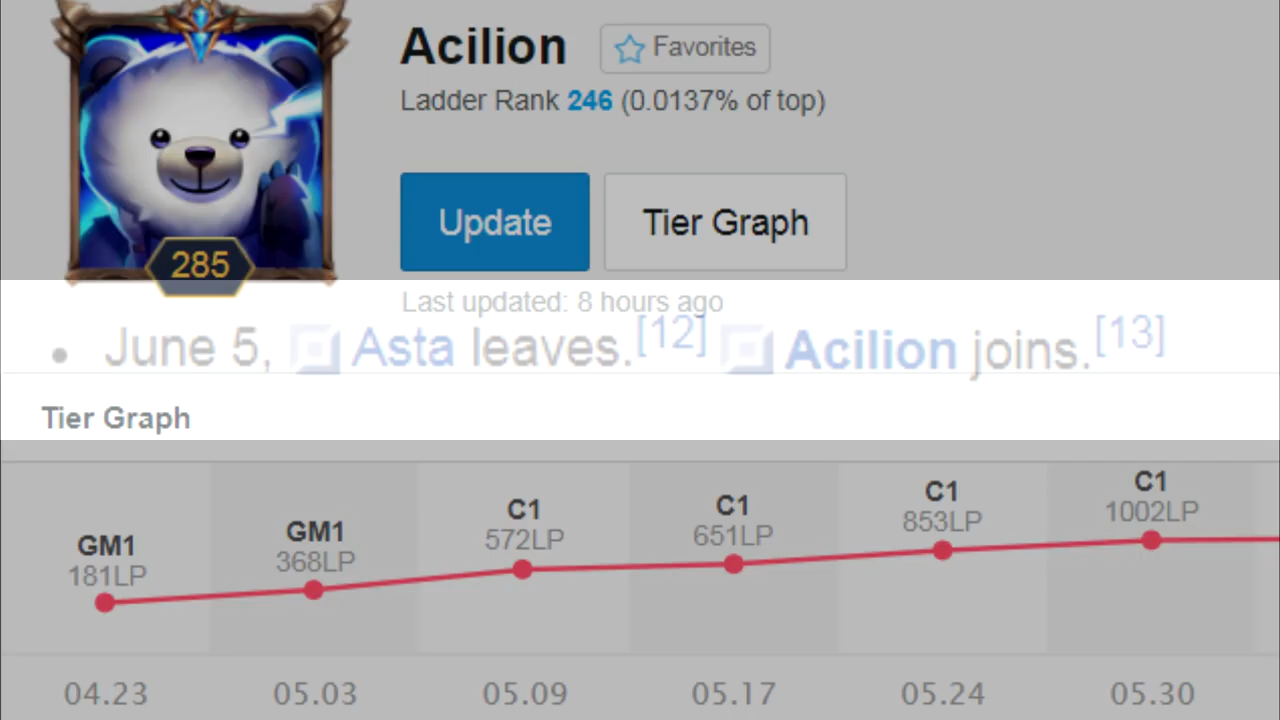 Acilion
Favorites
Ladder Rank 246 (0.0137% of top)
Update
Tier Graph
285
Last updated: 8 hours ago
• June 5, Asta leaves.[12] Acilion joins.[13]
Tier Graph
GM1
181LP
GM1
368LP
C1
572LP
C1
651LP
C1
853LP
C1
1002LP
04.23 05.03 05.09 05.17 05.24 05.30